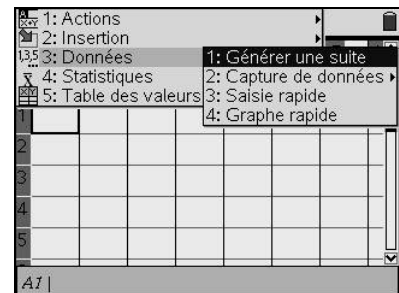 1: Actions
2: Insertion
3: Données
4: Statistiques
5: Table des valeurs
1: Générer une suite
2: Capture de données
3: Saisie rapide
4: Graphe rapide
1
2
3
4
5
A1